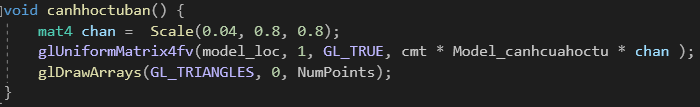 void canhhoctuban() {
mat4 chan = Scale(0.04, 0.8, 0.8);
glUniformMatrix4fv(model_loc, 1, GL_TRUE, cmt * Model_canhcuahoctu * chan );
glDrawArrays(GL_TRIANGLES, 0, NumPoints);
}